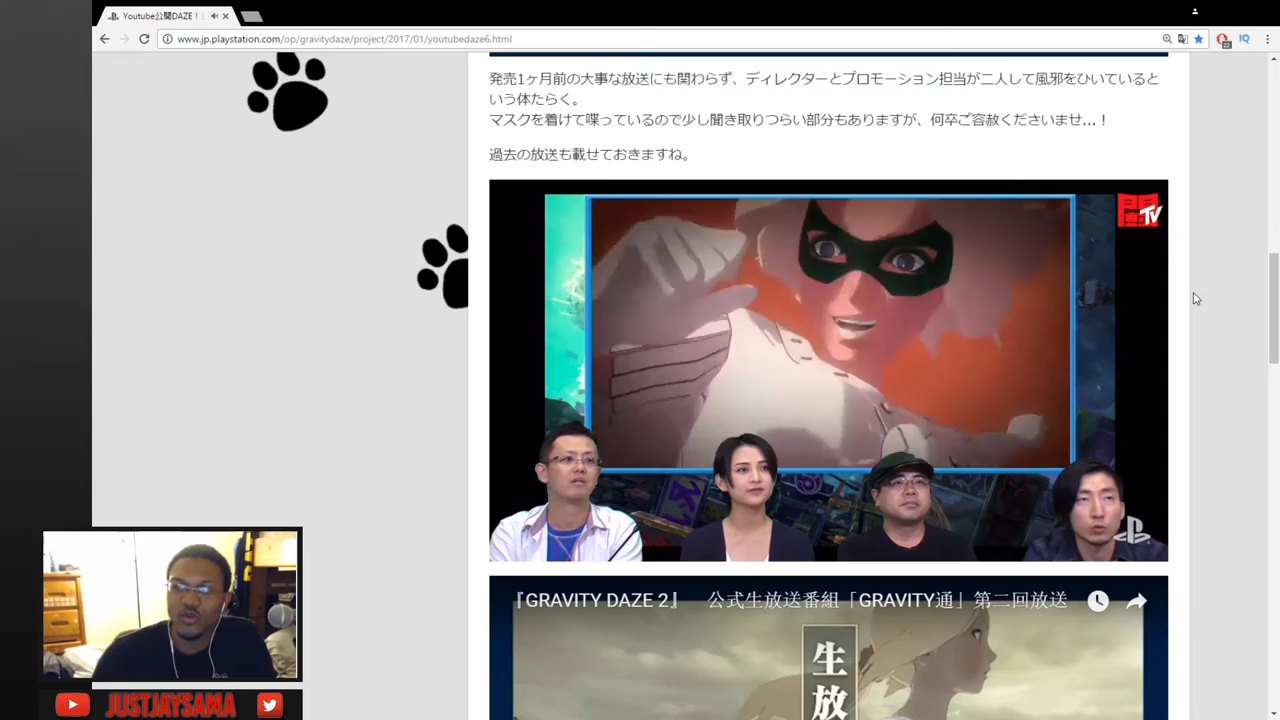 Youtube公開DAZE！
www.jp.playstation.com/op/gravitydaze/project/2017/01/youtubedaze6.html
22
IQ
発売1ヶ月前の大事な放送にも関わらず、ディレクターとプロモーション担当が二人して風邪をひいていると
いう体たらく。
マスクを着けて喋っているので少し聞き取りつらい部分もありますが、何卒ご容赦くださいませ...！
過去の放送も載せておきますね。
TV
『GRAVITY DAZE 2』 公式生放送番組「GRAVITY通」第二回放送
生
放
JUSTJAYSAMA